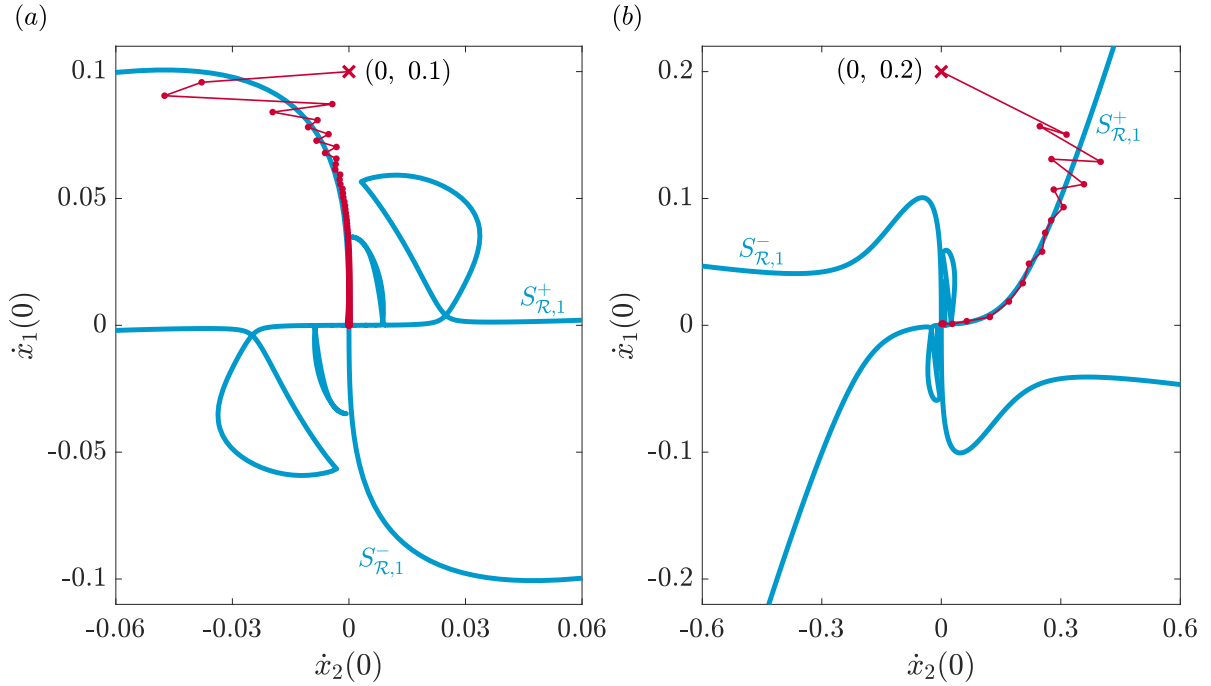 (a)
0.1
0.05
0
-0.05
-0.1
ẋ₁(0)
(0, 0.1)
S⁺_{ℛ,1}
S⁻_{ℛ,1}
-0.06
-0.03
0
0.03
0.06
ẋ₂(0)
(b)
0.2
0.1
0
-0.1
-0.2
ẋ₁(0)
(0, 0.2)
S⁺_{ℛ,1}
S⁻_{ℛ,1}
-0.6
-0.3
0
0.3
0.6
ẋ₂(0)